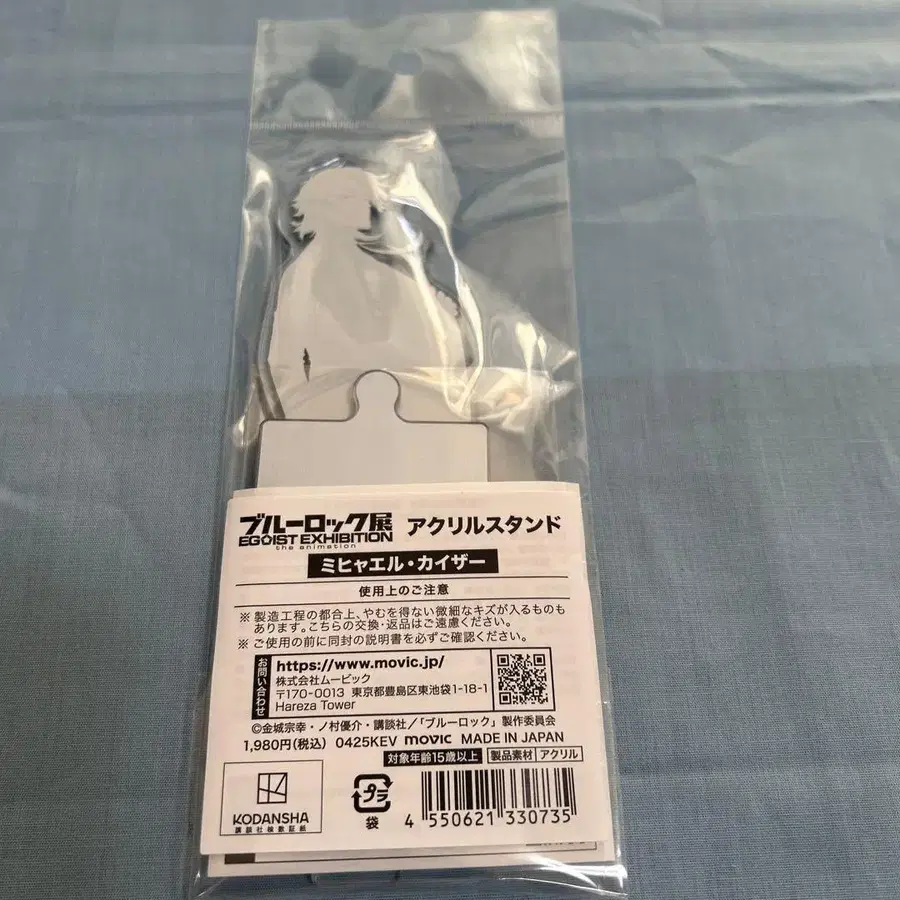 ブルーロック展 アクリルスタンド
EGOIST EXHIBITION
the animation
ミヒャエル・カイザー
使用上のご注意
※ 製造工程の都合上、やむを得ない微細なキズが入るものも
あります。こちらの交換・返品はご遠慮ください。
※ ご使用の前に同封の説明書を必ずご確認ください。
お問い合わせ
https://www.movic.jp/
株式会社ムービック
〒170-0013 東京都豊島区東池袋1-18-1
Hareza Tower
©金城宗幸・ノ村優介・講談社/「ブルーロック」製作委員会
1,980円(税込) 0425KEV movic MADE IN JAPAN
対象年齢15歳以上 製品素材 アクリル
KODANSHA
講談社検数証紙
プラ
袋
4 550621 330735